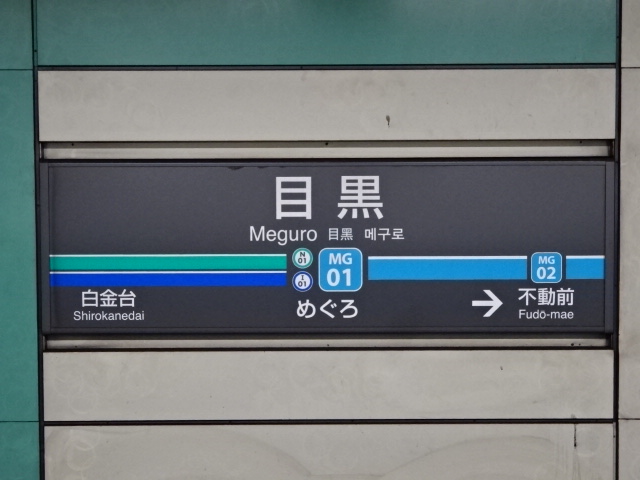 目黒
Meguro 目黒 메구로
N 01
I 01
MG 01
MG 02
白金台
Shirokanedai
めぐろ
不動前
Fudō-mae